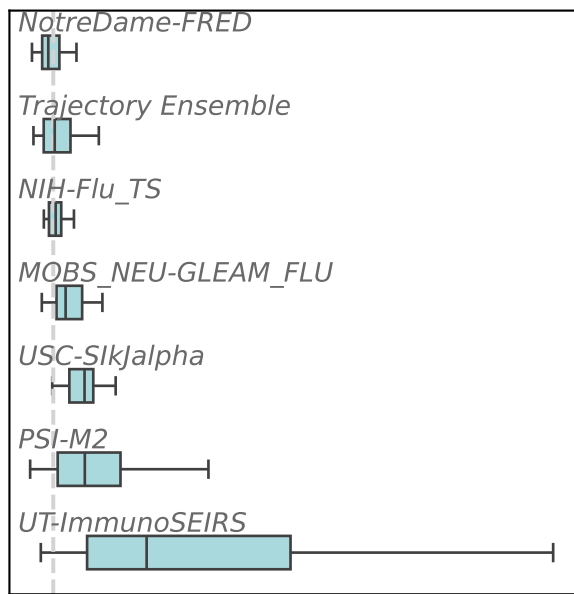 NotreDame-FRED
Trajectory Ensemble
NIH-Flu_TS
MOBS_NEU-GLEAM_FLU
USC-SIkJalpha
PSI-M2
UT-ImmunoSEIRS